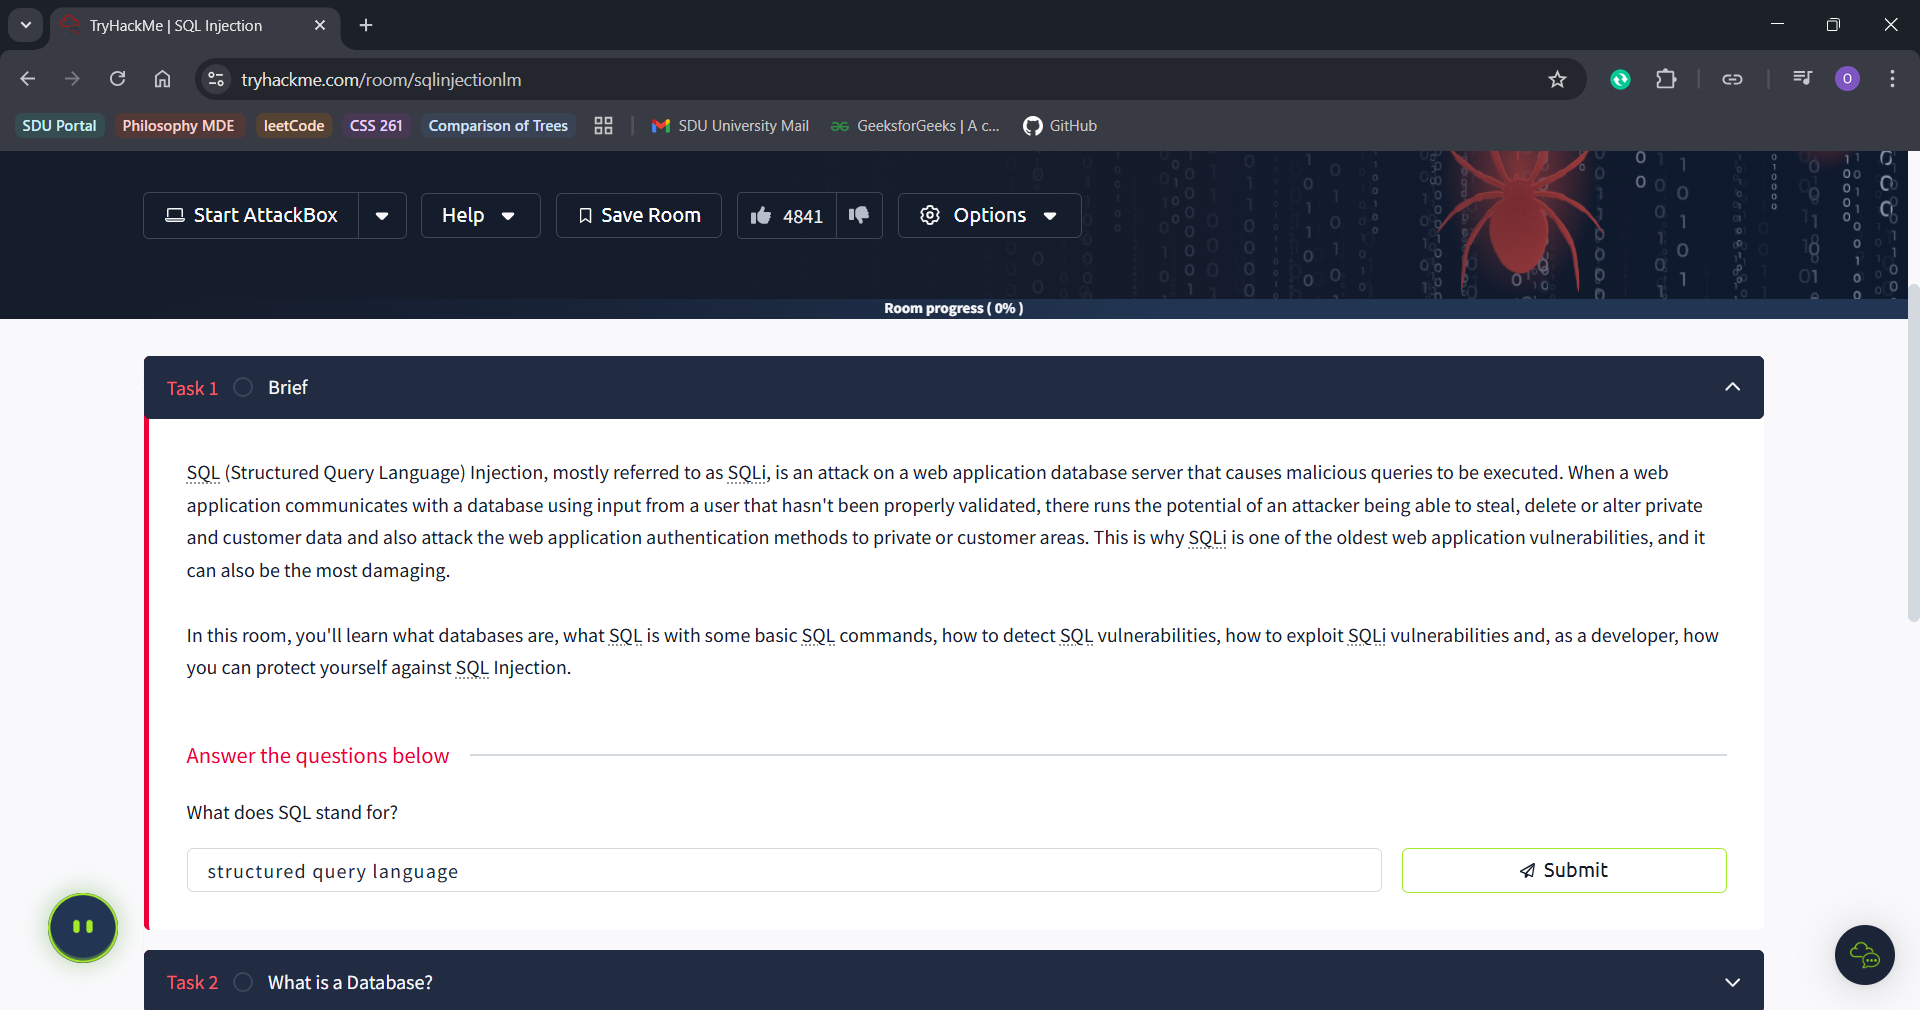 TryHackMe | SQL Injection
tryhackme.com/room/sqlinjectionlm
O
SDU Portal
Philosophy MDE
leetCode
CSS 261
Comparison of Trees
SDU University Mail
GeeksforGeeks | A c...
GitHub
Start AttackBox
Help
Save Room
4841
Options
Room progress ( 0% )
Task 1
Brief
SQL (Structured Query Language) Injection, mostly referred to as SQLi, is an attack on a web application database server that causes malicious queries to be executed. When a web
application communicates with a database using input from a user that hasn't been properly validated, there runs the potential of an attacker being able to steal, delete or alter private
and customer data and also attack the web application authentication methods to private or customer areas. This is why SQLi is one of the oldest web application vulnerabilities, and it
can also be the most damaging.
In this room, you'll learn what databases are, what SQL is with some basic SQL commands, how to detect SQL vulnerabilities, how to exploit SQLi vulnerabilities and, as a developer, how
you can protect yourself against SQL Injection.
Answer the questions below
What does SQL stand for?
structured query language
Submit
Task 2
What is a Database?